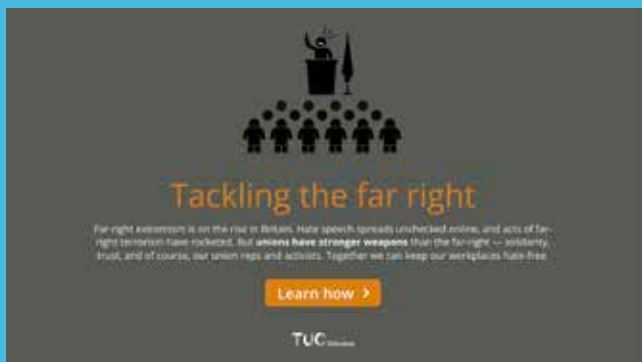 Tackling the far right
Far-right extremism is on the rise in Britain. Hate speech spreads unchecked online, and acts of far-
right terrorism have rocketed. But unions have stronger weapons than the far-right — solidarity,
trust, and of course, our union reps and activists. Together we can keep our workplaces hate-free.
Learn how
TUC Education